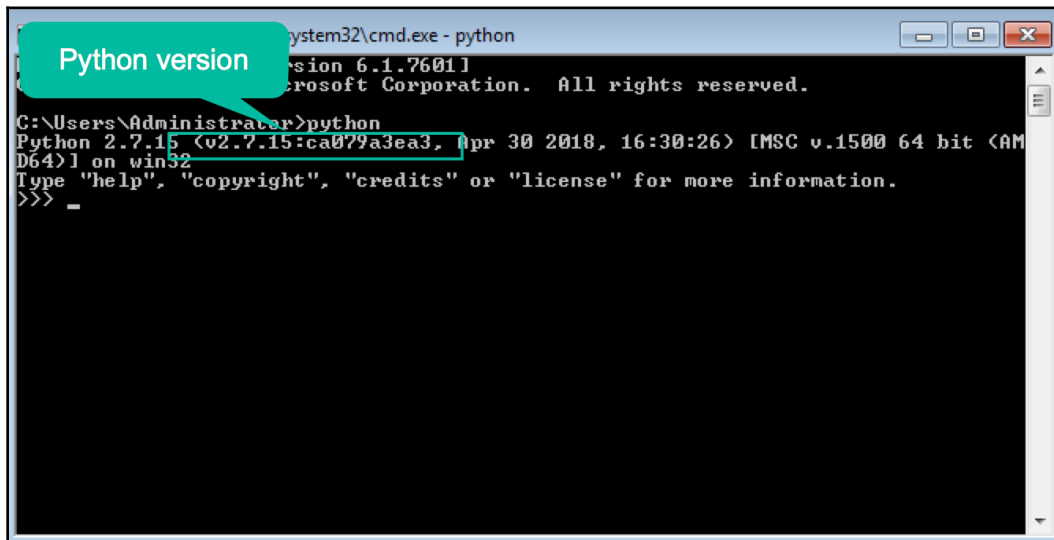 ystem32\cmd.exe - python
Python version
rsion 6.1.7601]
crosoft Corporation.  All rights reserved.
C:\Users\Administrator>python
Python 2.7.15 (v2.7.15:ca079a3ea3, Apr 30 2018, 16:30:26) [MSC v.1500 64 bit (AM
D64)] on win32
Type "help", "copyright", "credits" or "license" for more information.
>>> _